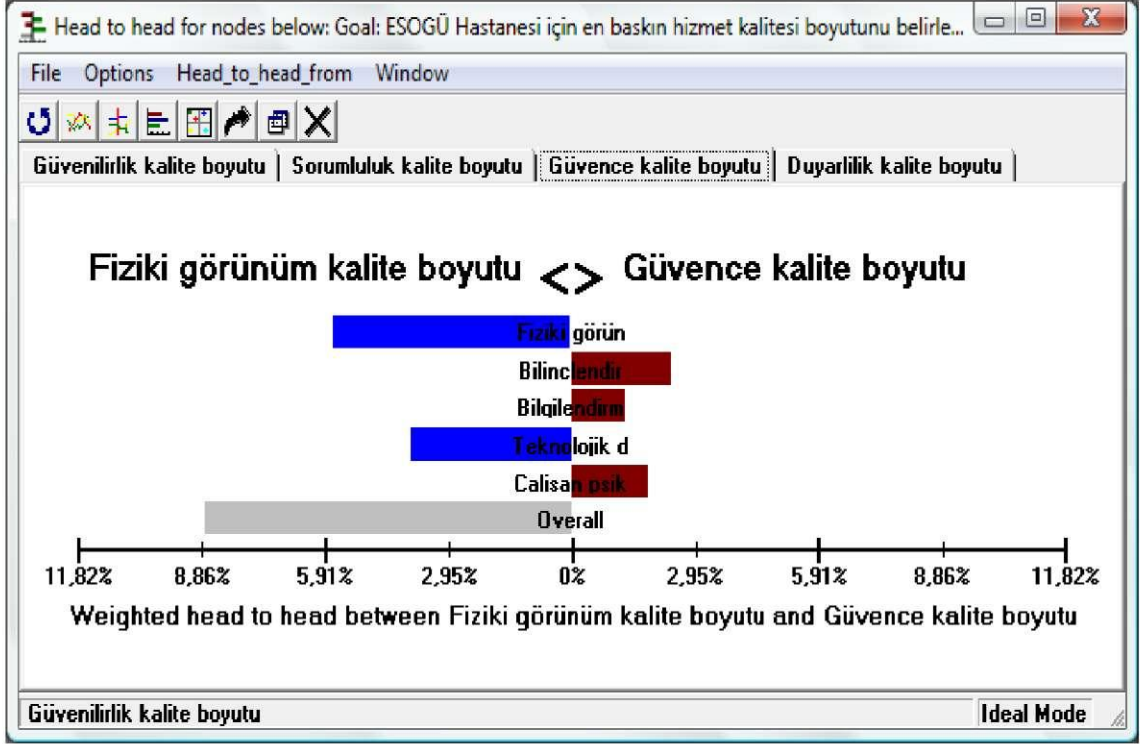 Head to head for nodes below: Goal: ESOGÜ Hastanesi için en baskın hizmet kalitesi boyutunu belirle...
File Options Head_to_head_from Window
Güvenilirlik kalite boyutu Sorumluluk kalite boyutu Güvence kalite boyutu Duyarlilik kalite boyutu
Fiziki görünüm kalite boyutu <> Güvence kalite boyutu
Fiziki görün
Bilinclendir
Bilgilendirm
Teknolojik d
Calisan psik
Overall
11,82% 8,86% 5,91% 2,95% 0% 2,95% 5,91% 8,86% 11,82%
Weighted head to head between Fiziki görünüm kalite boyutu and Güvence kalite boyutu
Güvenilirlik kalite boyutu Ideal Mode